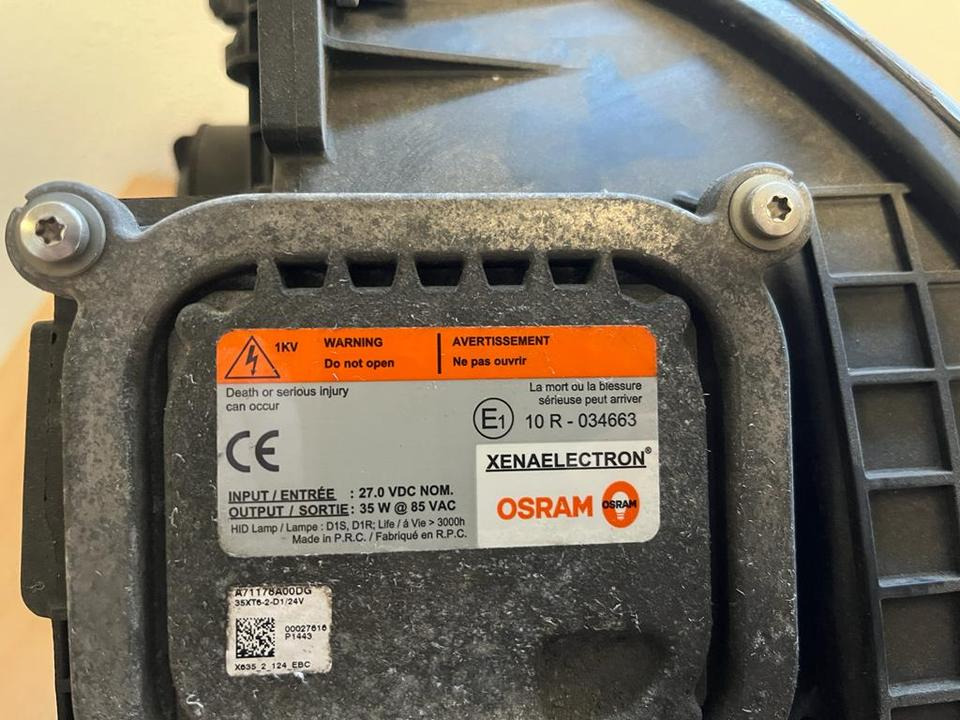 1KV WARNING AVERTISSEMENT
Do not open Ne pas ouvrir
Death or serious injury
can occur
La mort ou la blessure
sérieuse peut arriver
E1 10 R - 034663
CE
XENAELECTRON®
INPUT / ENTRÉE : 27.0 VDC NOM.
OUTPUT / SORTIE : 35 W @ 85 VAC
HID Lamp / Lampe : D1S, D1R; Life / á Vie > 3000h
Made in P.R.C. / Fabriqué en R.P.C.
OSRAM OSRAM
A71176A00DG
35XT6-2-D1/24V
00027616
P1443
X635_2_124_EBC